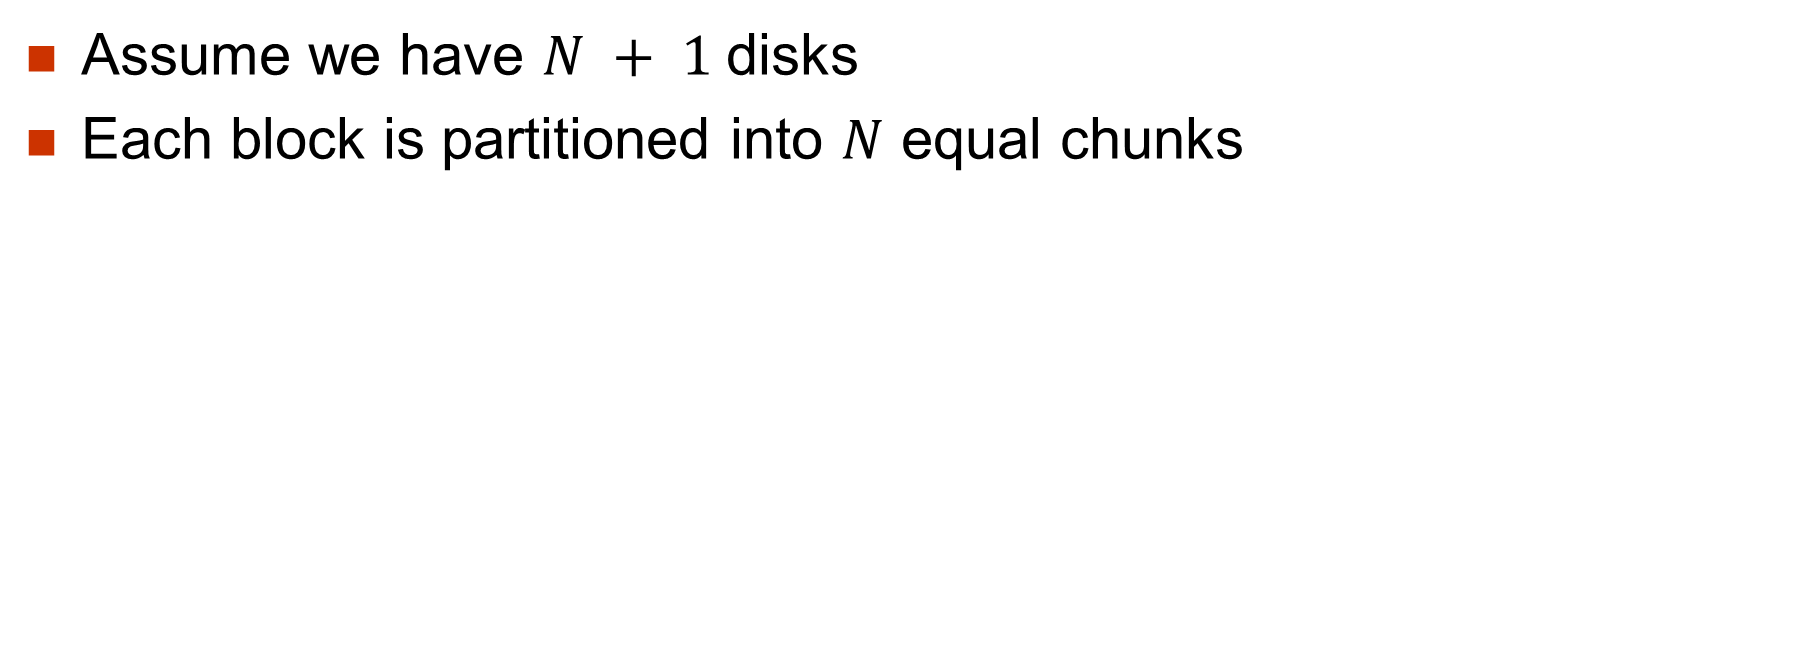 ■ Assume we have N + 1 disks
■ Each block is partitioned into N equal chunks